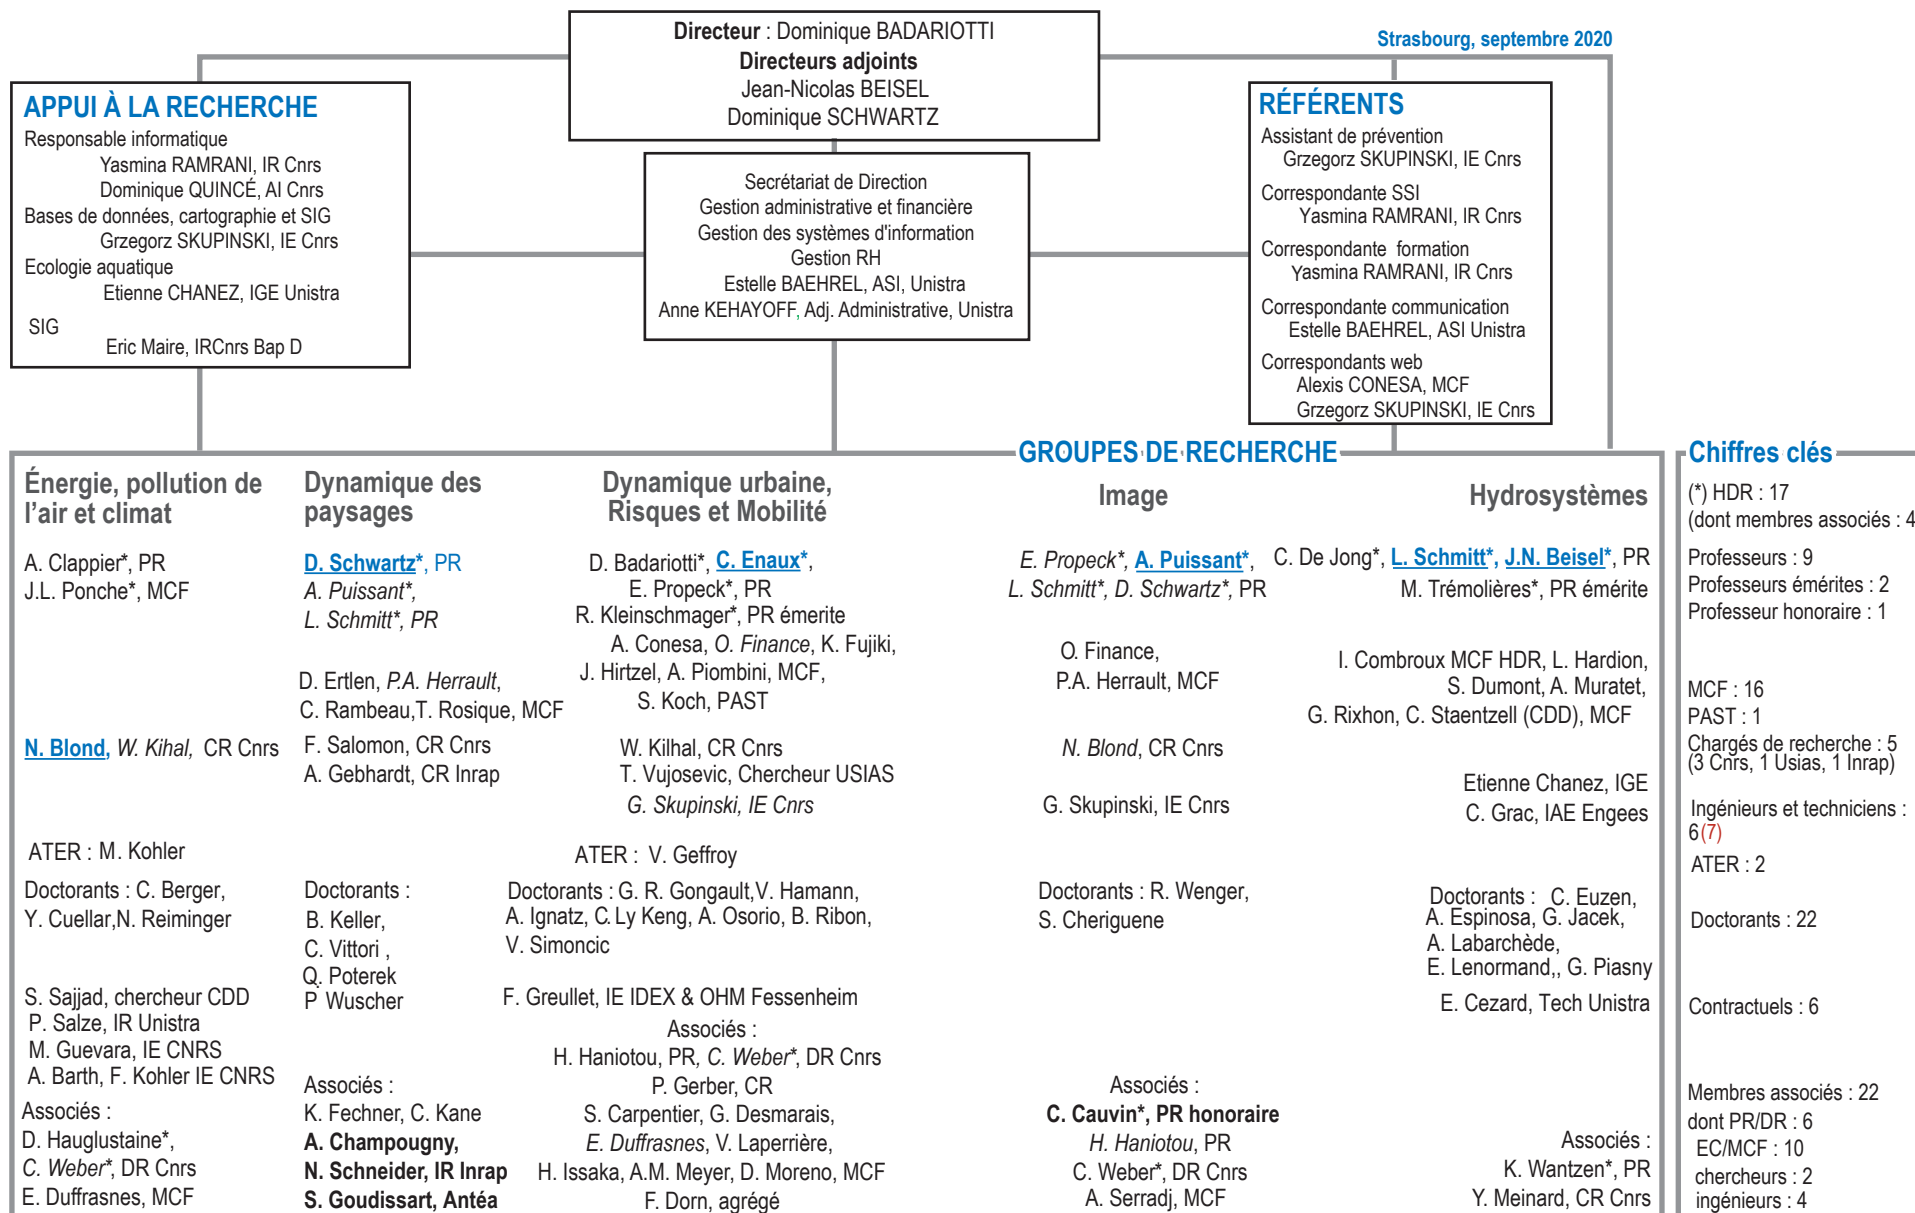 Directeur : Dominique BADARIOTTI
Directeurs adjoints
Jean-Nicolas BEISEL
Dominique SCHWARTZ
Strasbourg, septembre 2020
APPUI À LA RECHERCHE
Responsable informatique
Yasmina RAMRANI, IR Cnrs
Dominique QUINCÉ, AI Cnrs
Bases de données, cartographie et SIG
Grzegorz SKUPINSKI, IE Cnrs
Ecologie aquatique
Etienne CHANEZ, IGE Unistra
SIG
Eric Maire, IRCnrs Bap D
Secrétariat de Direction
Gestion administrative et financière
Gestion des systèmes d'information
Gestion RH
Estelle BAEHREL, ASI, Unistra
Anne KEHAYOFF, Adj. Administrative, Unistra
RÉFÉRENTS
Assistant de prévention
Grzegorz SKUPINSKI, IE Cnrs
Correspondante SSI
Yasmina RAMRANI, IR Cnrs
Correspondante formation
Yasmina RAMRANI, IR Cnrs
Correspondante communication
Estelle BAEHREL, ASI Unistra
Correspondants web
Alexis CONESA, MCF
Grzegorz SKUPINSKI, IE Cnrs
GROUPES DE RECHERCHE
Énergie, pollution de
l'air et climat
A. Clappier*, PR
J.L. Ponche*, MCF
N. Blond, W. Kihal, CR Cnrs
ATER : M. Kohler
Doctorants : C. Berger,
Y. Cuellar,N. Reiminger
S. Sajjad, chercheur CDD
P. Salze, IR Unistra
M. Guevara, IE CNRS
A. Barth, F. Kohler IE CNRS
Associés :
D. Hauglustaine*,
C. Weber*, DR Cnrs
E. Duffrasnes, MCF
Dynamique des
paysages
D. Schwartz*, PR
A. Puissant*,
L. Schmitt*, PR
D. Ertlen, P.A. Herrault,
C. Rambeau,T. Rosique, MCF
F. Salomon, CR Cnrs
A. Gebhardt, CR Inrap
Doctorants :
B. Keller,
C. Vittori ,
Q. Poterek
P Wuscher
Associés :
K. Fechner, C. Kane
A. Champougny,
N. Schneider, IR Inrap
S. Goudissart, Antéa
Dynamique urbaine,
Risques et Mobilité
D. Badariotti*, C. Enaux*,
E. Propeck*, PR
R. Kleinschmager*, PR émerite
A. Conesa, O. Finance, K. Fujiki,
J. Hirtzel, A. Piombini, MCF,
S. Koch, PAST
W. Kilhal, CR Cnrs
T. Vujosevic, Chercheur USIAS
G. Skupinski, IE Cnrs
ATER : V. Geffroy
Doctorants : G. R. Gongault,V. Hamann,
A. Ignatz, C. Ly Keng, A. Osorio, B. Ribon,
V. Simoncic
F. Greullet, IE IDEX & OHM Fessenheim
Associés :
H. Haniotou, PR, C. Weber*, DR Cnrs
P. Gerber, CR
S. Carpentier, G. Desmarais,
E. Duffrasnes, V. Laperrière,
H. Issaka, A.M. Meyer, D. Moreno, MCF
F. Dorn, agrégé
Image
E. Propeck*, A. Puissant*,
L. Schmitt*, D. Schwartz*, PR
O. Finance,
P.A. Herrault, MCF
N. Blond, CR Cnrs
G. Skupinski, IE Cnrs
Doctorants : R. Wenger,
S. Cheriguene
Associés :
C. Cauvin*, PR honoraire
H. Haniotou, PR
C. Weber*, DR Cnrs
A. Serradj, MCF
Hydrosystèmes
C. De Jong*, L. Schmitt*, J.N. Beisel*, PR
M. Trémolières*, PR émérite
I. Combroux MCF HDR, L. Hardion,
S. Dumont, A. Muratet,
G. Rixhon, C. Staentzell (CDD), MCF
Etienne Chanez, IGE
C. Grac, IAE Engees
Doctorants : C. Euzen,
A. Espinosa, G. Jacek,
A. Labarchède,
E. Lenormand,, G. Piasny
E. Cezard, Tech Unistra
Associés :
K. Wantzen*, PR
Y. Meinard, CR Cnrs
Chiffres clés
(*) HDR : 17
(dont membres associés : 4
Professeurs : 9
Professeurs émérites : 2
Professeur honoraire : 1
MCF : 16
PAST : 1
Chargés de recherche : 5
(3 Cnrs, 1 Usias, 1 Inrap)
Ingénieurs et techniciens :
6(7)
ATER : 2
Doctorants : 22
Contractuels : 6
Membres associés : 22
dont PR/DR : 6
EC/MCF : 10
chercheurs : 2
ingénieurs : 4